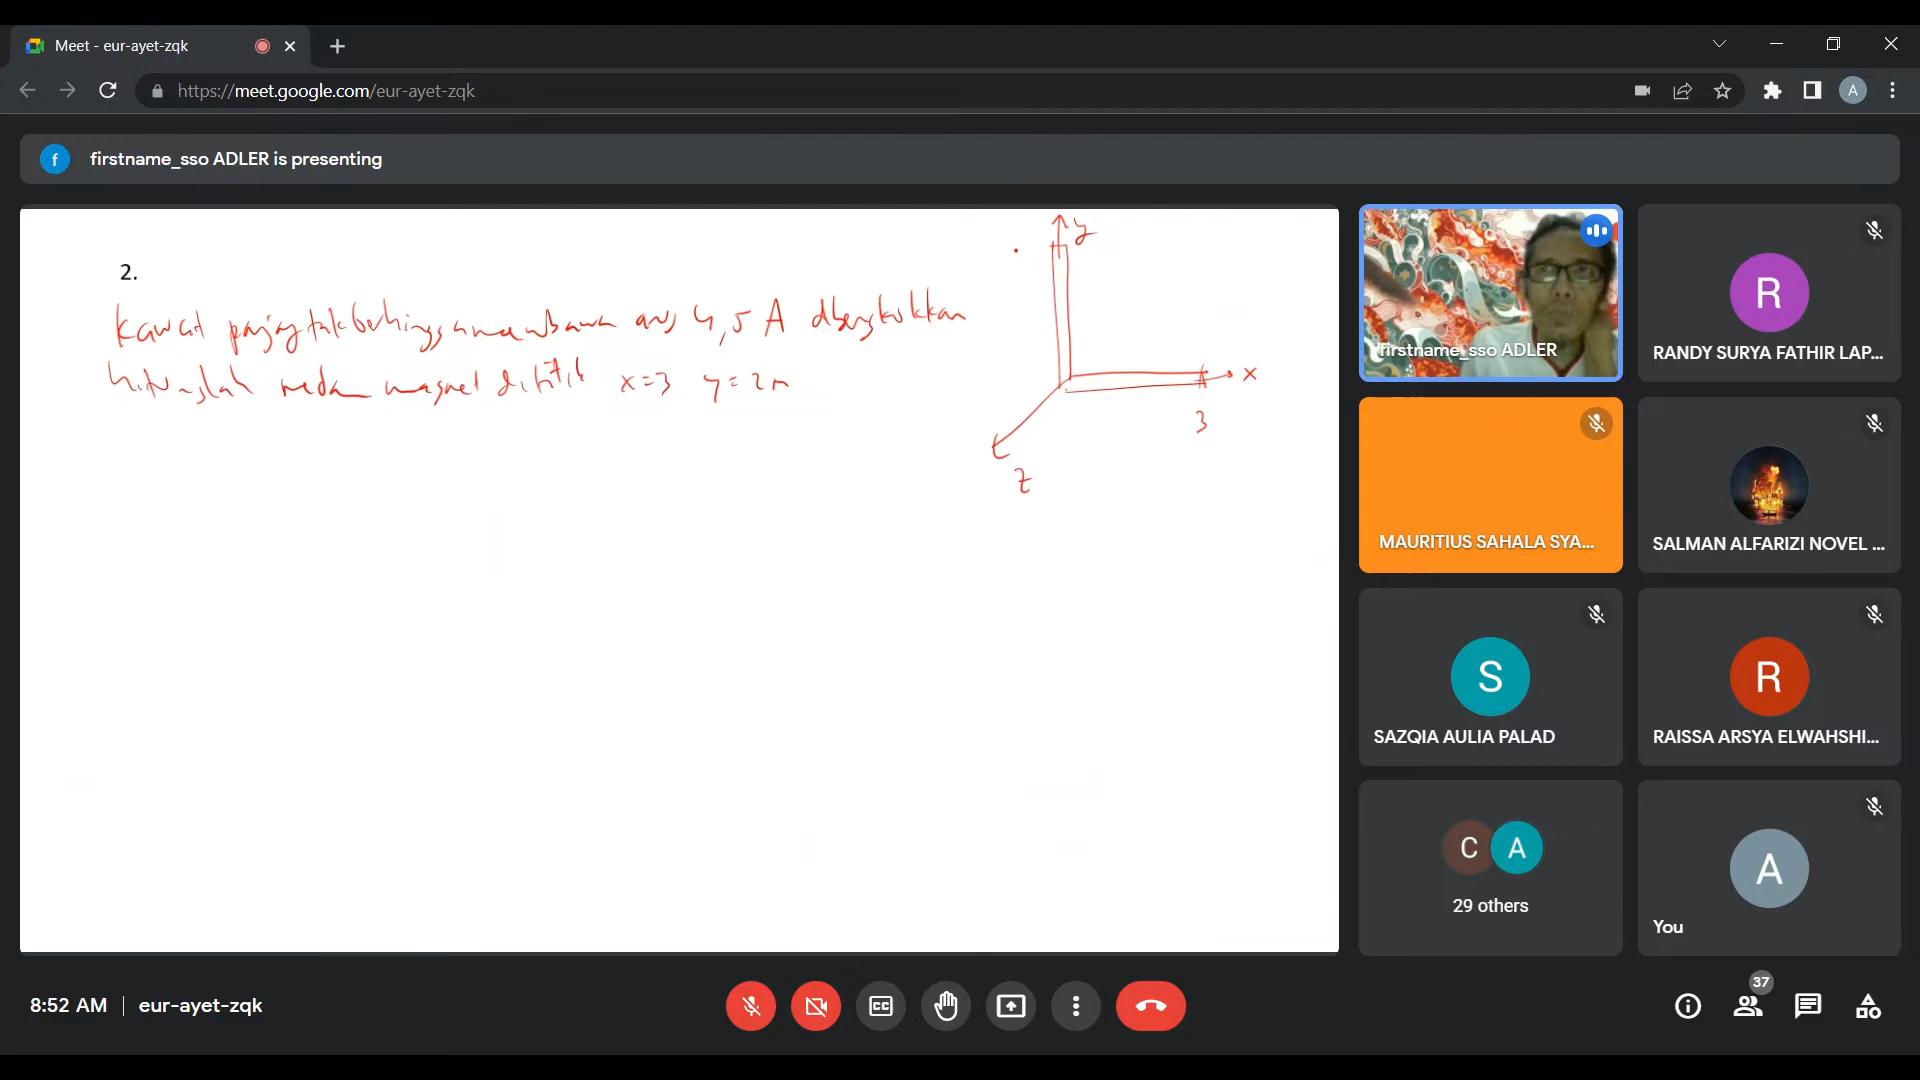 Meet - eur-ayet-zqk
https://meet.google.com/eur-ayet-zqk
A
f
firstname_sso ADLER is presenting
2.
Kawat panjang tak berhingga membawa arus 4,5 A dibengkokkan
hitunglah medan magnet dititik x=3 y=2m
y
x
3
z
firstname_sso ADLER
R
RANDY SURYA FATHIR LAP...
MAURITIUS SAHALA SYA...
SALMAN ALFARIZI NOVEL ...
S
SAZQIA AULIA PALAD
R
RAISSA ARSYA ELWAHSHI...
C A
29 others
A
You
8:52 AM | eur-ayet-zqk
CC
37